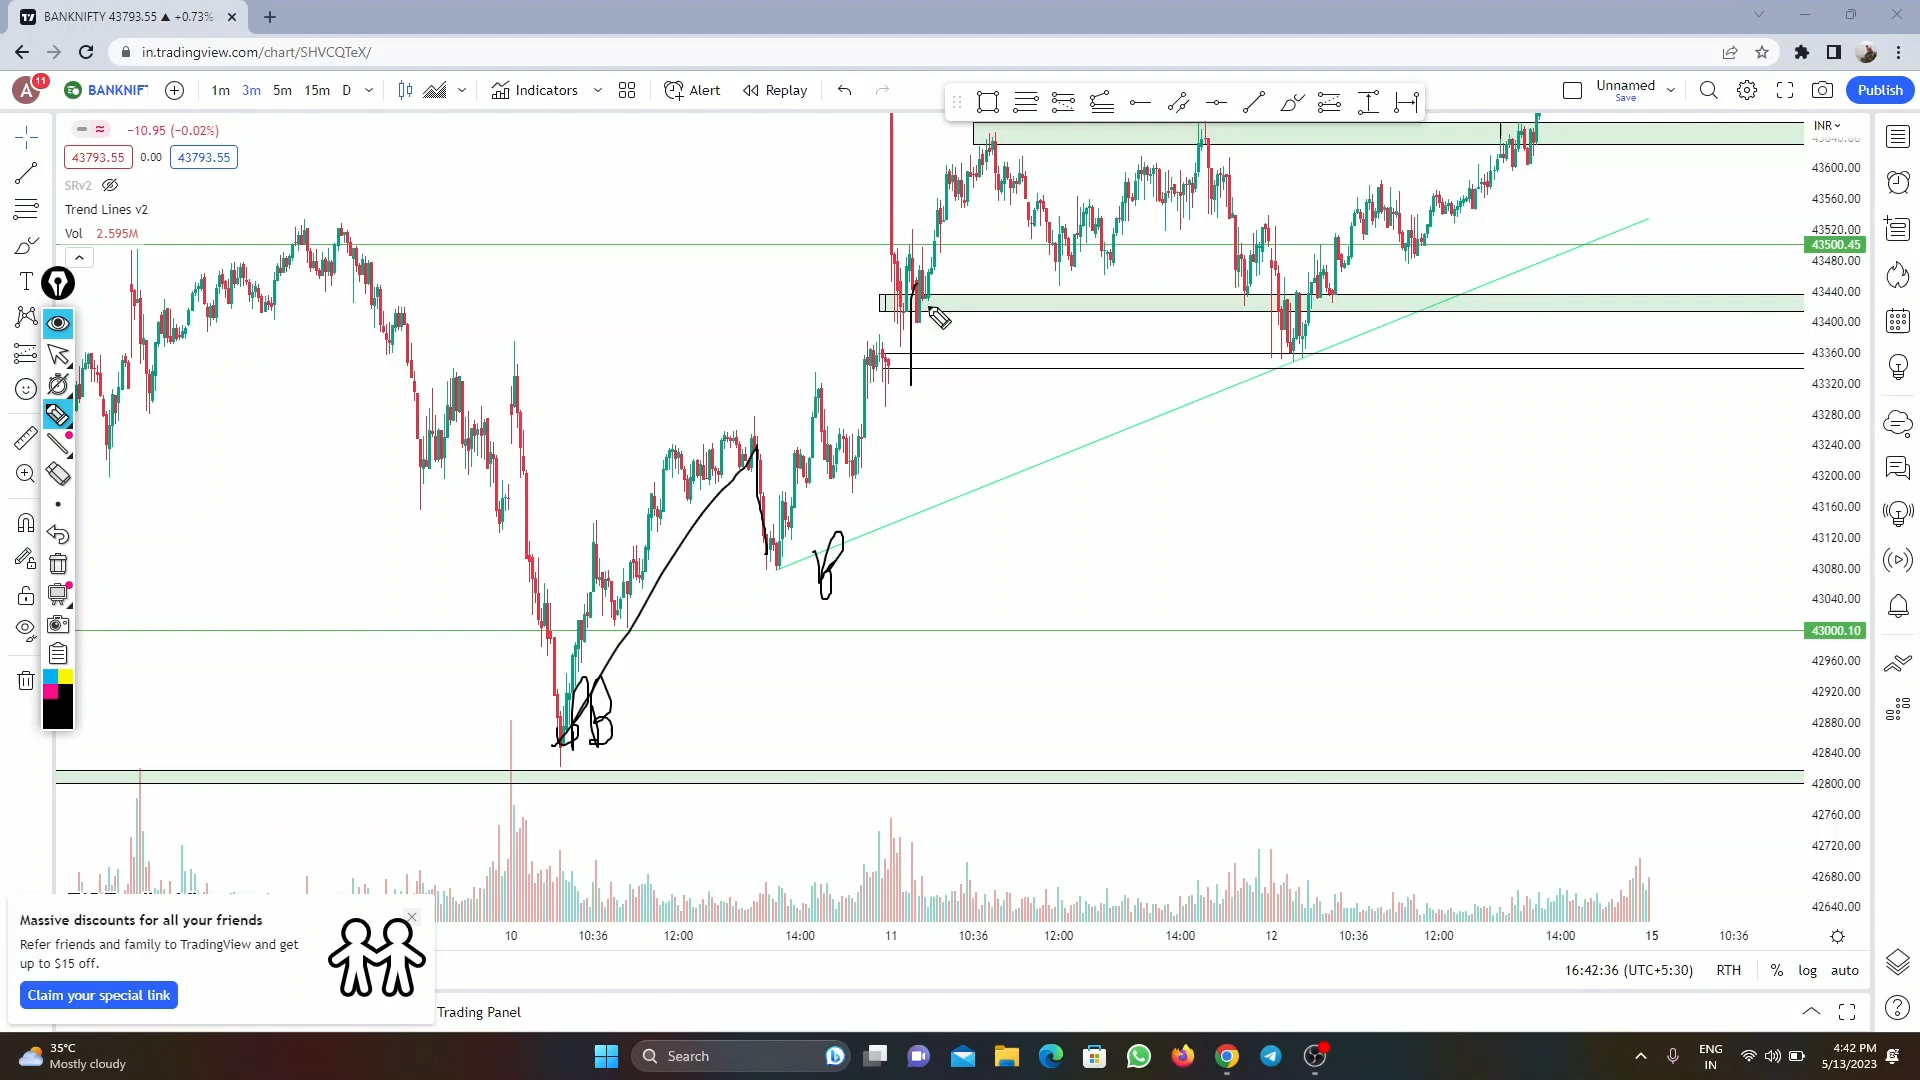 BANKNIFTY 43793.55 ▲ +0.73%
in.tradingview.com/chart/SHVCQTeX/
A 11 BANKNIF 1m 3m 5m 15m D Indicators Alert Replay Unnamed Save Publish
−10.95 (−0.02%)
43793.55 0.00 43793.55
SRv2
Trend Lines v2
Vol 2.595M
T
INR
43640.00
43600.00
43560.00
43520.00
43500.45
43480.00
43440.00
43400.00
43360.00
43320.00
43280.00
43240.00
43200.00
43160.00
43120.00
43080.00
43040.00
43000.10
42960.00
42920.00
42880.00
42840.00
42800.00
42760.00
42720.00
42680.00
42640.00
10 10:36 12:00 14:00 11 10:36 12:00 14:00 12 10:36 12:00 14:00 15 10:36
Massive discounts for all your friends
Refer friends and family to TradingView and get
up to $15 off.
Claim your special link
16:42:36 (UTC+5:30) RTH % log auto
Trading Panel
35°C
Mostly cloudy
Search
ENG
IN
4:42 PM
5/13/2023